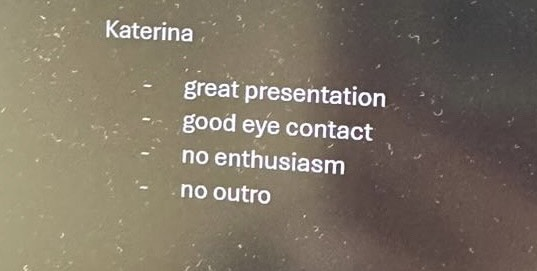 Katerina
- great presentation
- good eye contact
- no enthusiasm
- no outro